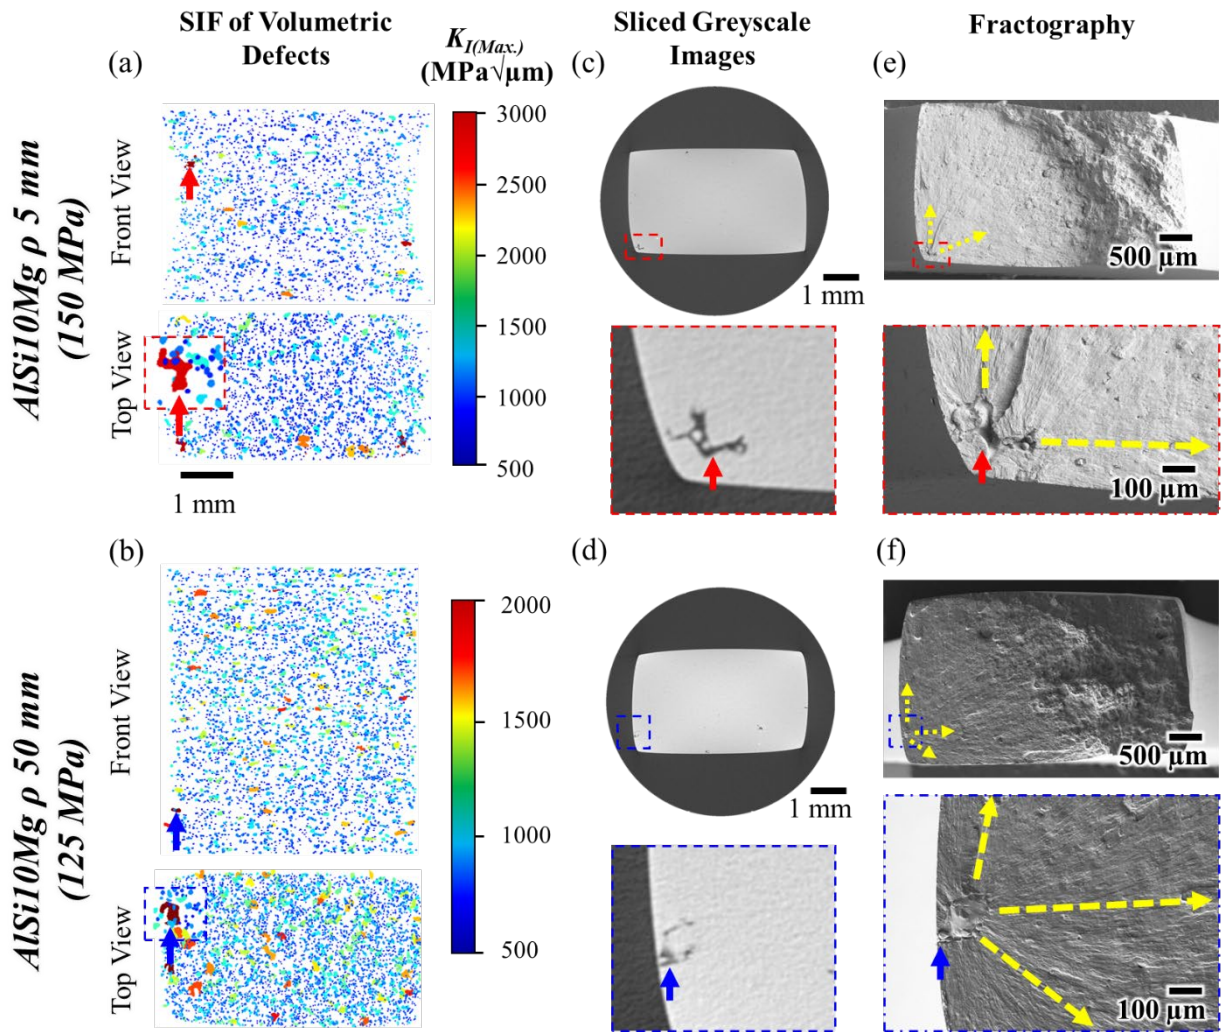 SIF of Volumetric
Defects
K_I(Max.)
(MPa√µm)
Sliced Greyscale
Images
Fractography
(a)
(c)
(e)
AlSi10Mg ρ 5 mm
(150 MPa)
Front View
Top View
3000
3500
3000
2500
2000
1500
1000
500
1 mm
1 mm
500 µm
100 µm
(b)
(d)
(f)
AlSi10Mg ρ 50 mm
(125 MPa)
Front View
Top View
2000
1500
1000
500
1 mm
500 µm
100 µm